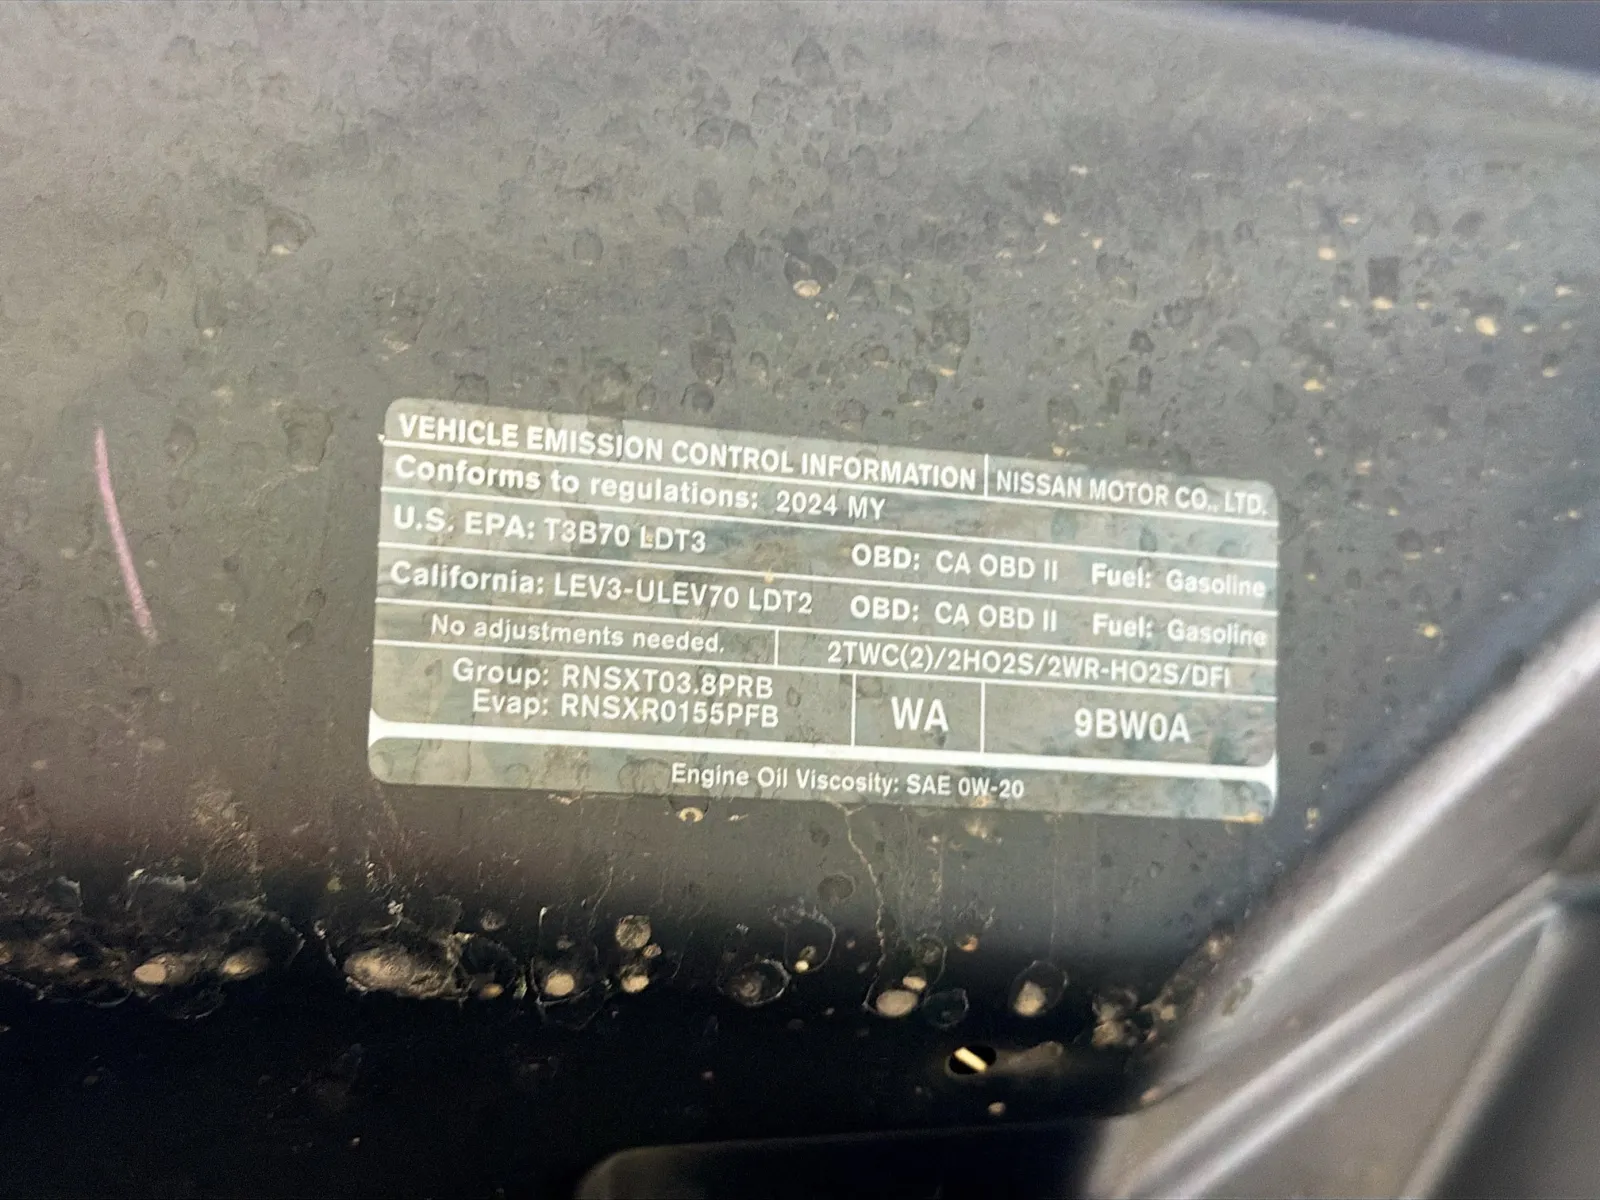 VEHICLE EMISSION CONTROL INFORMATION NISSAN MOTOR CO., LTD.
Conforms to regulations: 2024 MY
U.S. EPA: T3B70 LDT3 OBD: CA OBD II Fuel: Gasoline
California: LEV3-ULEV70 LDT2 OBD: CA OBD II Fuel: Gasoline
No adjustments needed. 2TWC(2)/2HO2S/2WR-HO2S/DFI
Group: RNSXT03.8PRB
Evap: RNSXR0155PFB WA 9BW0A
Engine Oil Viscosity: SAE 0W-20